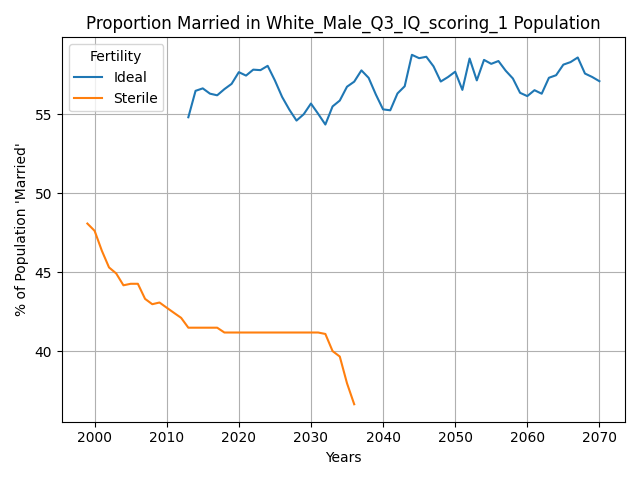 Proportion Married in White_Male_Q3_IQ_scoring_1 Population
Fertility
Ideal
Sterile
% of Population 'Married'
55
50
45
40
2000 2010 2020 2030 2040 2050 2060 2070
Years